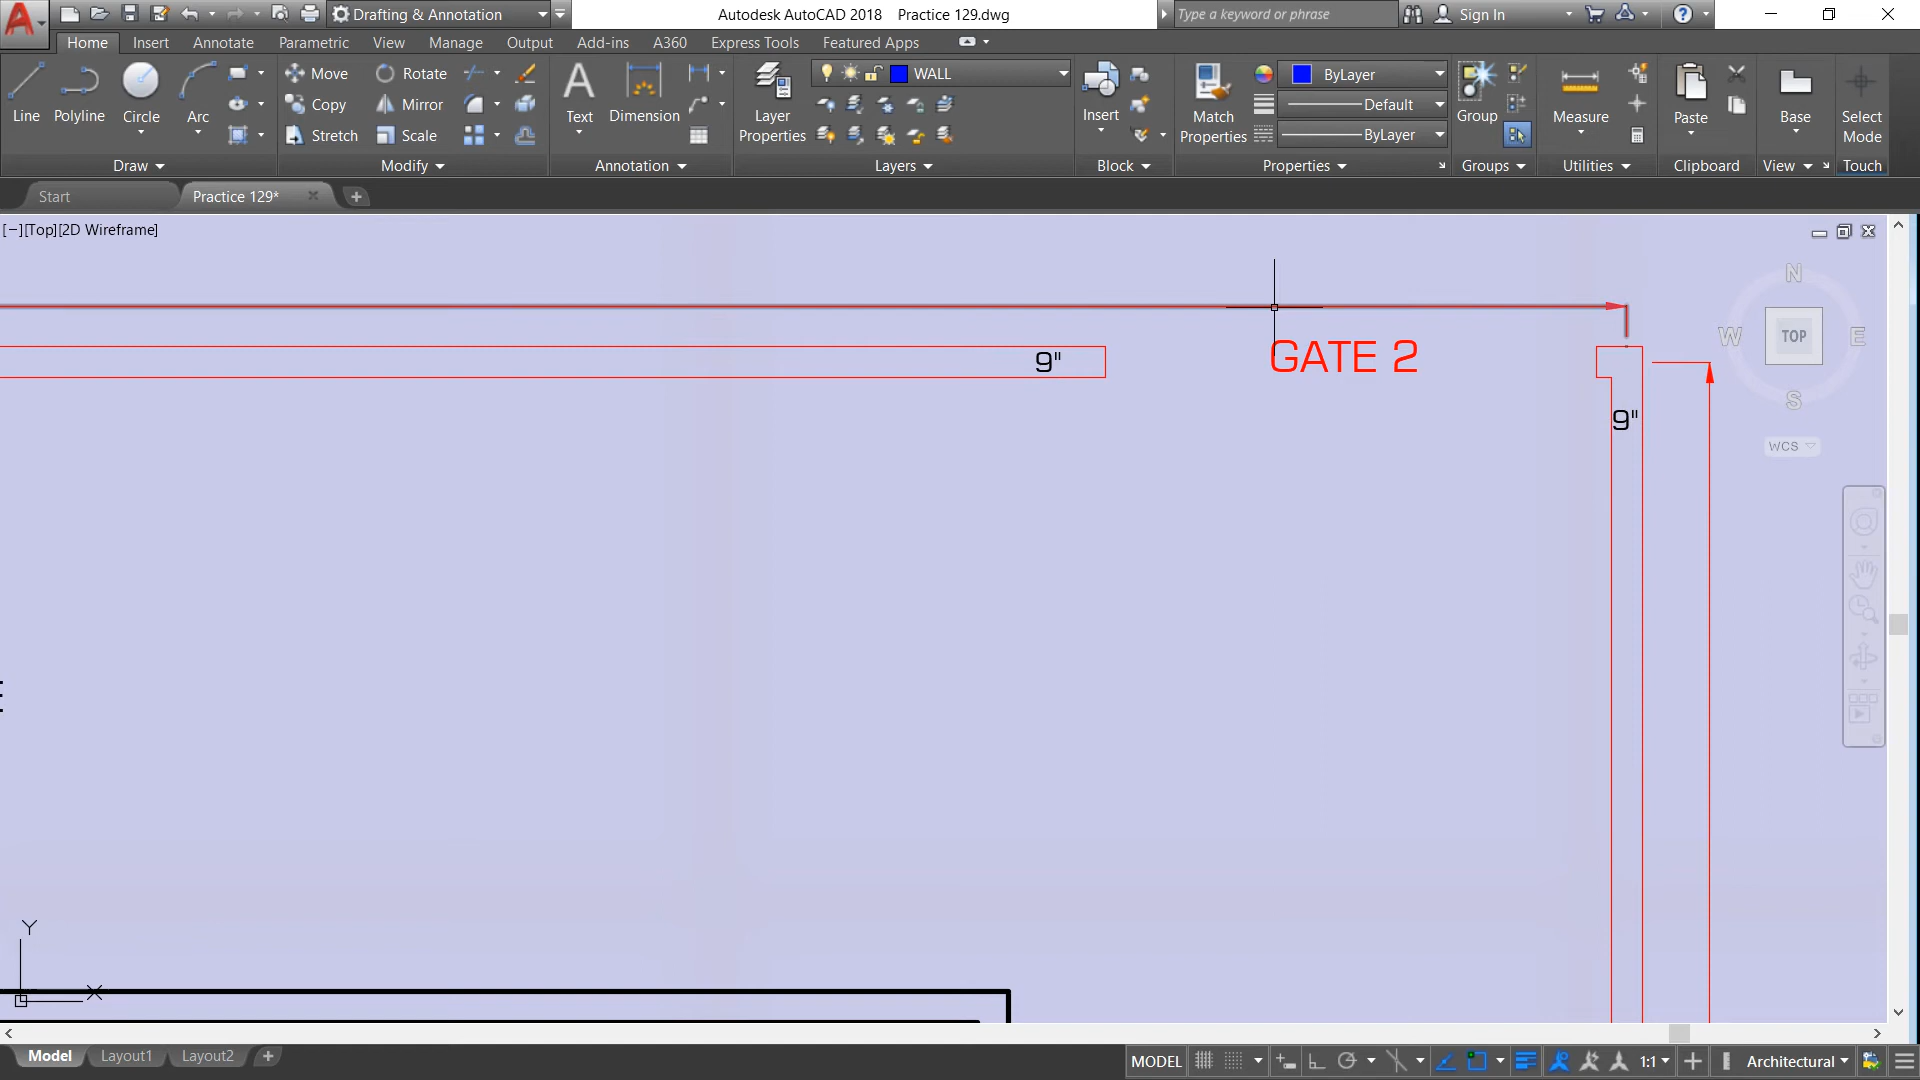 Drafting & Annotation
Autodesk AutoCAD 2018 Practice 129.dwg
Type a keyword or phrase
Sign In
Home Insert Annotate Parametric View Manage Output Add-ins A360 Express Tools Featured Apps
Line Polyline Circle Arc
Move Rotate
Copy Mirror
Stretch Scale
Text Dimension
Layer Properties
WALL
Insert
Match Properties
ByLayer
Default
ByLayer
Group
Measure
Paste
Base
Select Mode
Draw Modify Annotation Layers Block Properties Groups Utilities Clipboard View Touch
Start Practice 129*
[−][Top][2D Wireframe]
N
W TOP E
S
WCS
9"
GATE 2
9"
E
Y
X
Model Layout1 Layout2
MODEL 1:1 Architectural